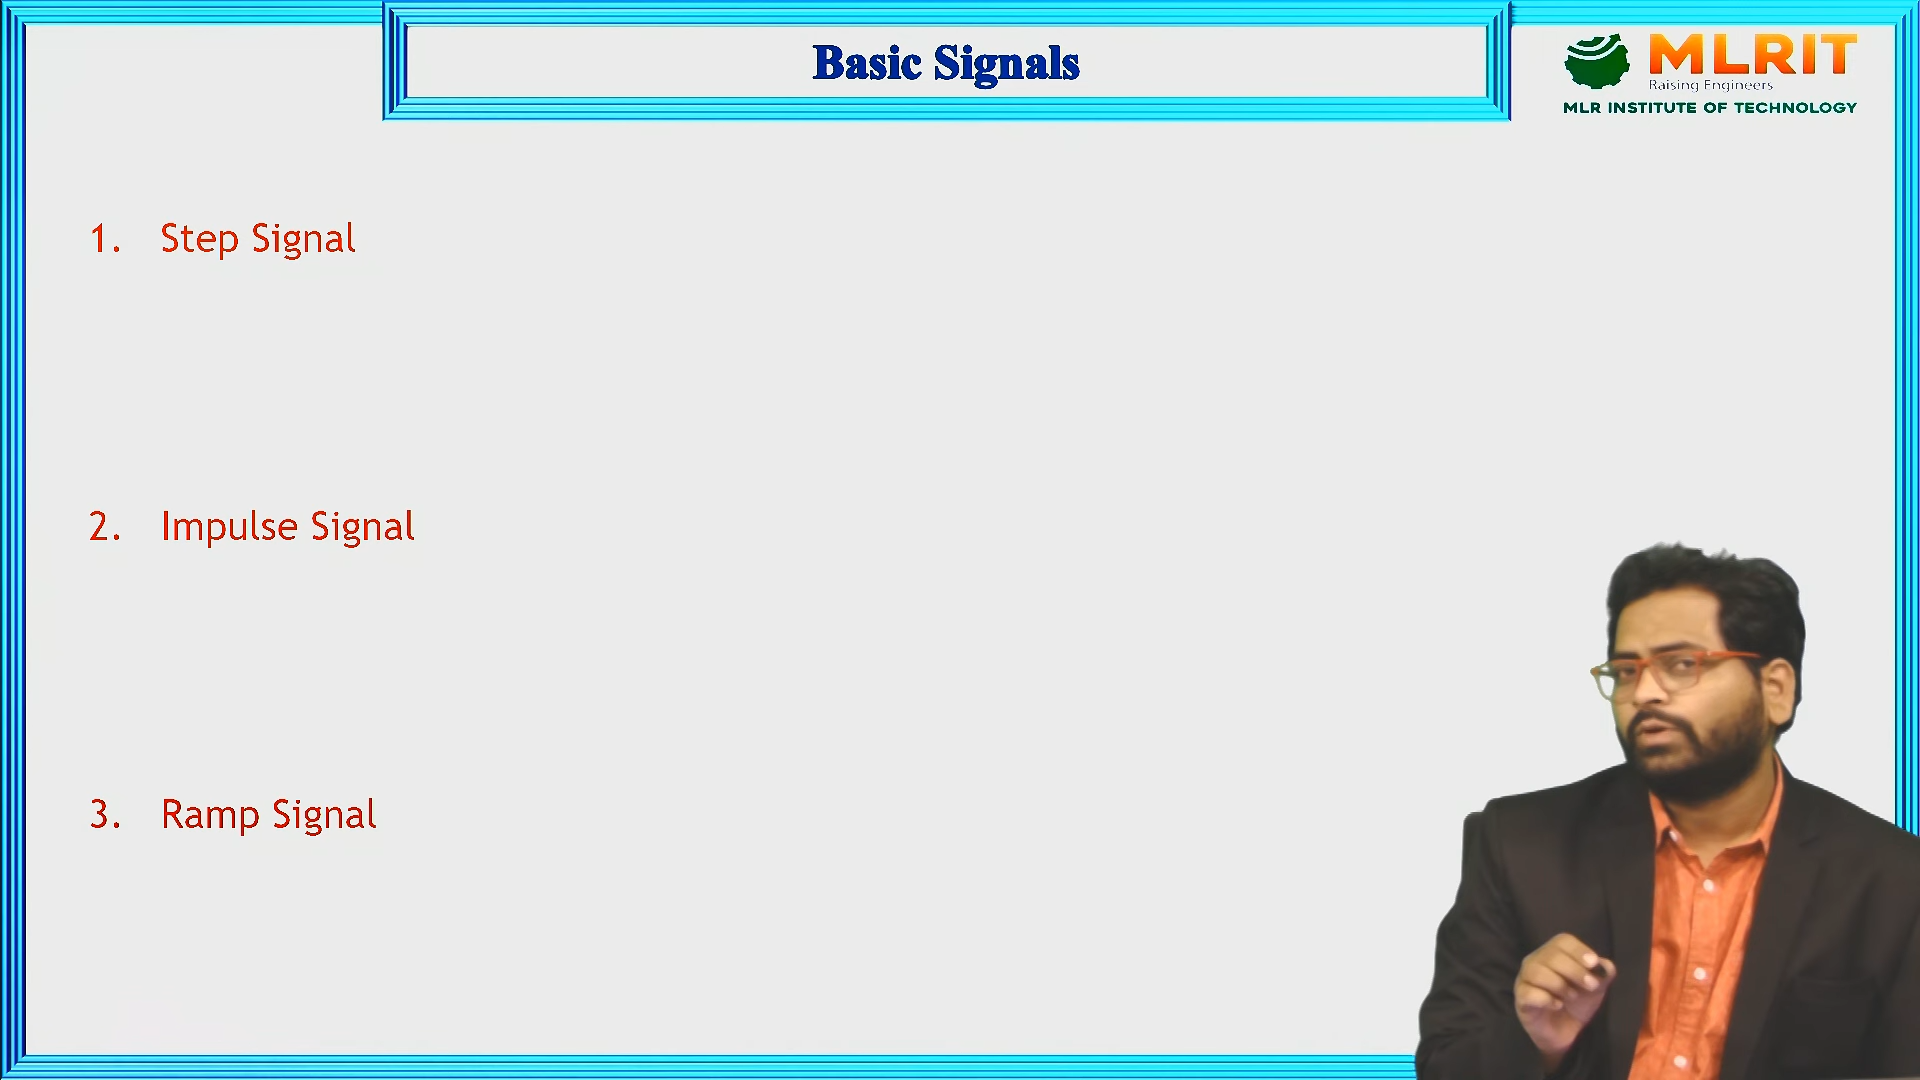 Basic Signals
MLRIT
Raising Engineers
MLR INSTITUTE OF TECHNOLOGY
1. Step Signal
2. Impulse Signal
3. Ramp Signal